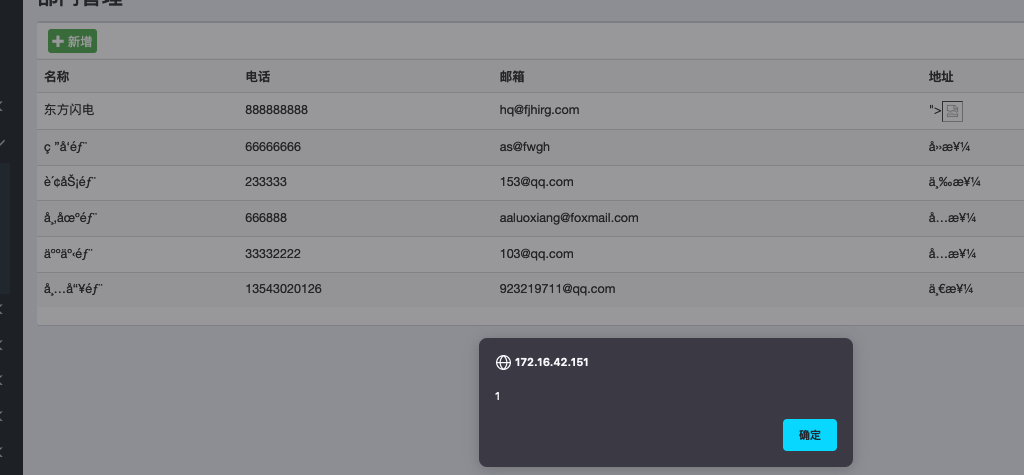 部门管理
新增
名称 电话 邮箱 地址
东方闪电 888888888 hq@fjhirg.com ">
ç ”å‘éƒ¨ 66666666 as@fwgh å››æ¥¼
è´¢åŠ¡éƒ¨ 233333 153@qq.com ä¸‰æ¥¼
å¸‚åœºéƒ¨ 666888 aaluoxiang@foxmail.com å…­æ¥¼
äººäº‹éƒ¨ 33332222 103@qq.com å…­æ¥¼
å¸…å“¥éƒ¨ 13543020126 923219711@qq.com ä¸€æ¥¼
172.16.42.151
1
确定